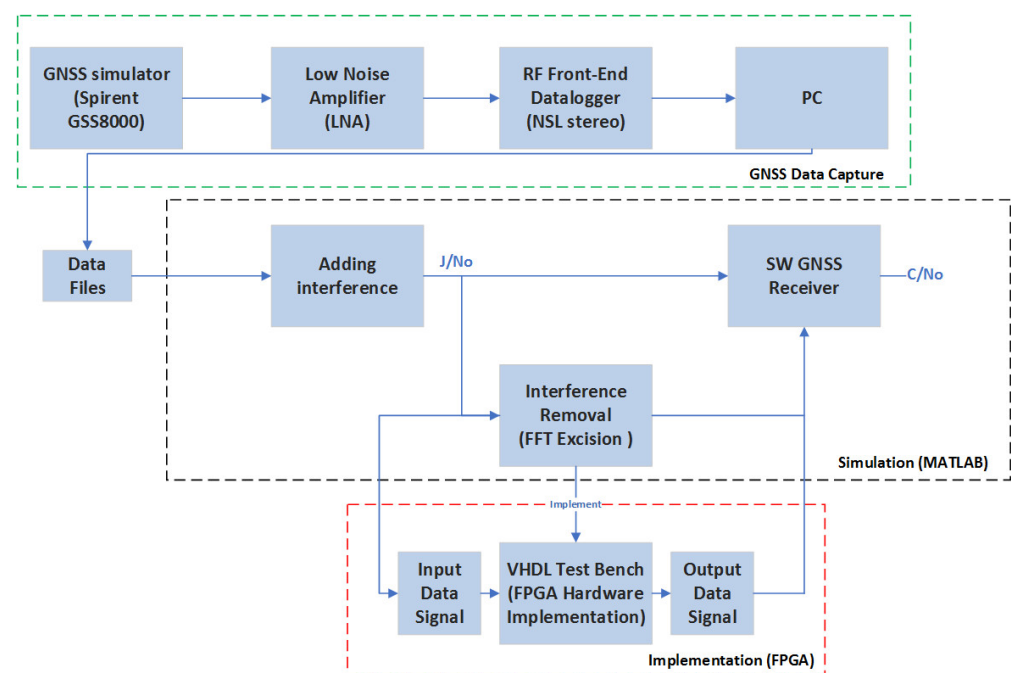 GNSS simulator
(Spirent
GSS8000)
Low Noise
Amplifier
(LNA)
RF Front-End
Datalogger
(NSL stereo)
PC
GNSS Data Capture
Data
Files
Adding
interference
J/No
SW GNSS
Receiver
C/No
Interference
Removal
(FFT Excision )
Simulation (MATLAB)
Implement
Input
Data
Signal
VHDL Test Bench
(FPGA Hardware
Implementation)
Output
Data
Signal
Implementation (FPGA)